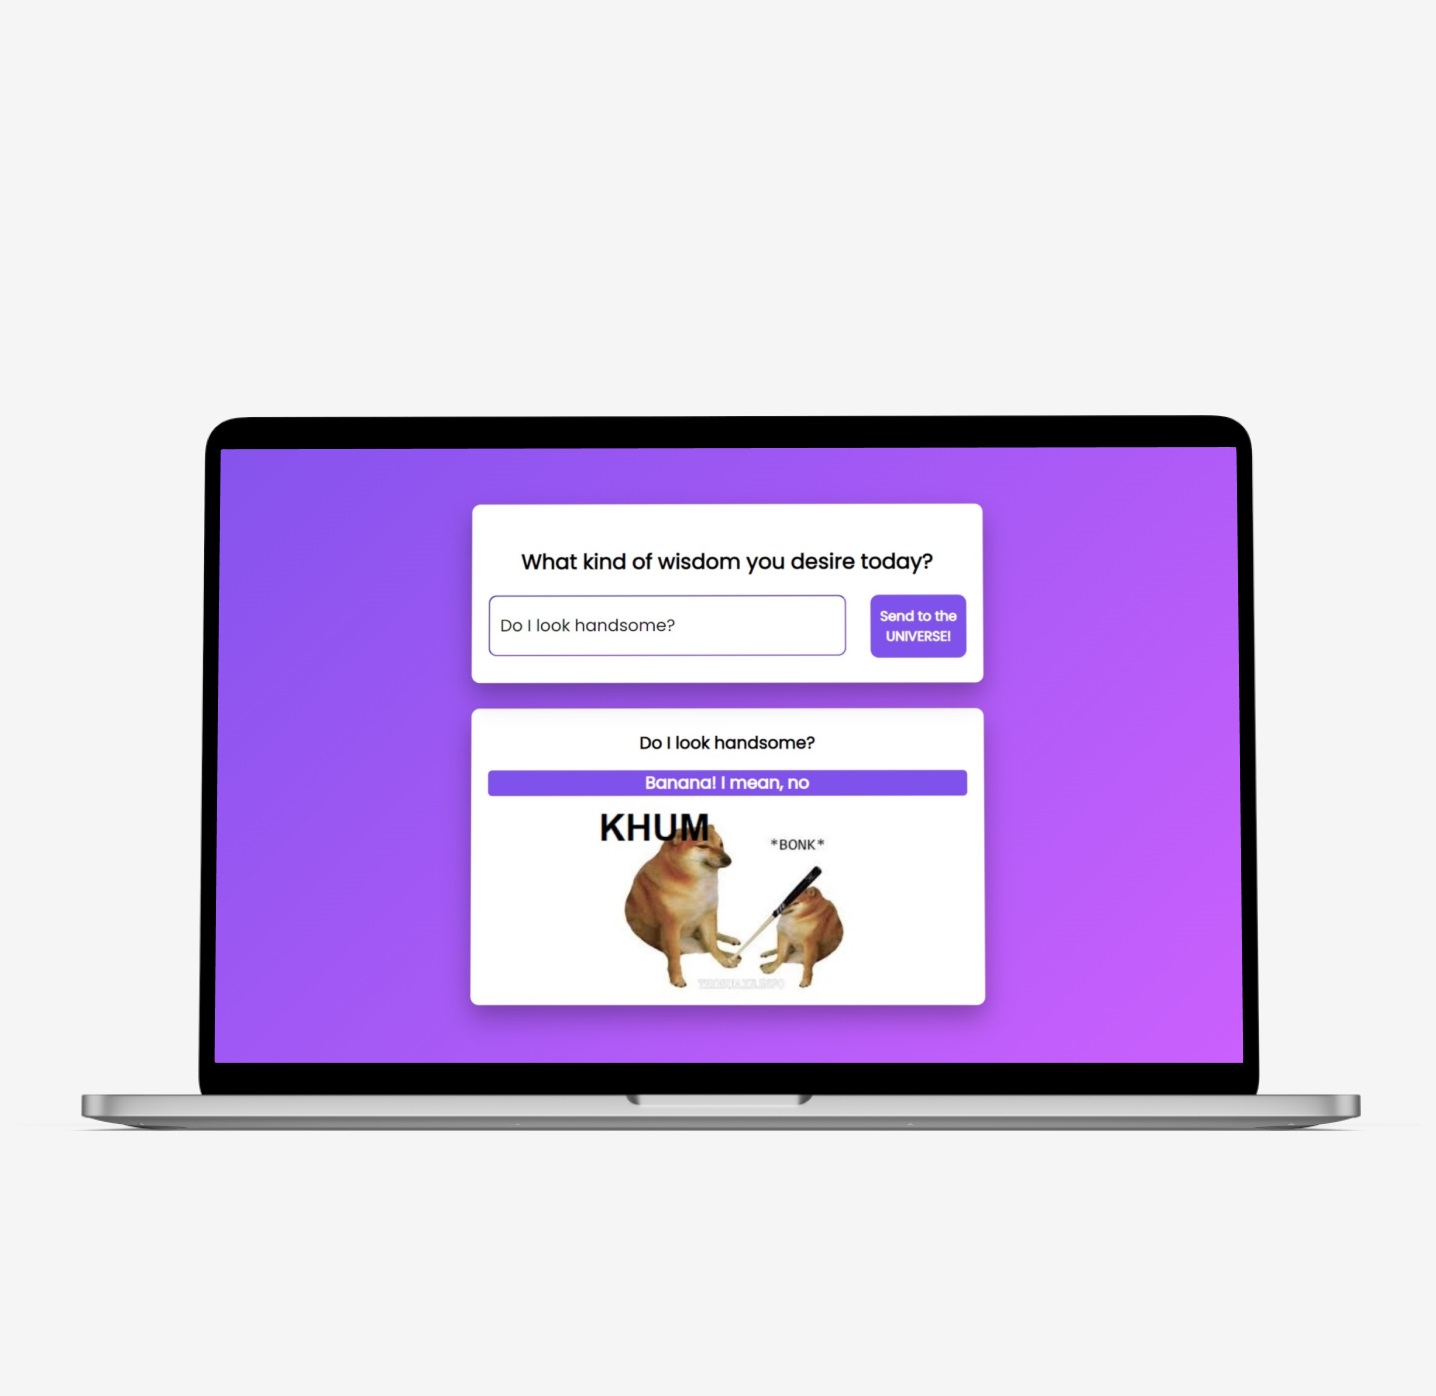 What kind of wisdom you desire today?
Do I look handsome?
Send to the
UNIVERSE!
Do I look handsome?
Banana! I mean, no
KHUM
*BONK*